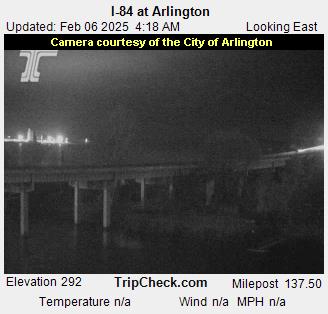 I-84 at Arlington
Updated: Feb 06 2025 4:18 AM Looking East
Camera courtesy of the City of Arlington
Elevation 292 TripCheck.com Milepost 137.50
Temperature n/a Wind n/a MPH n/a